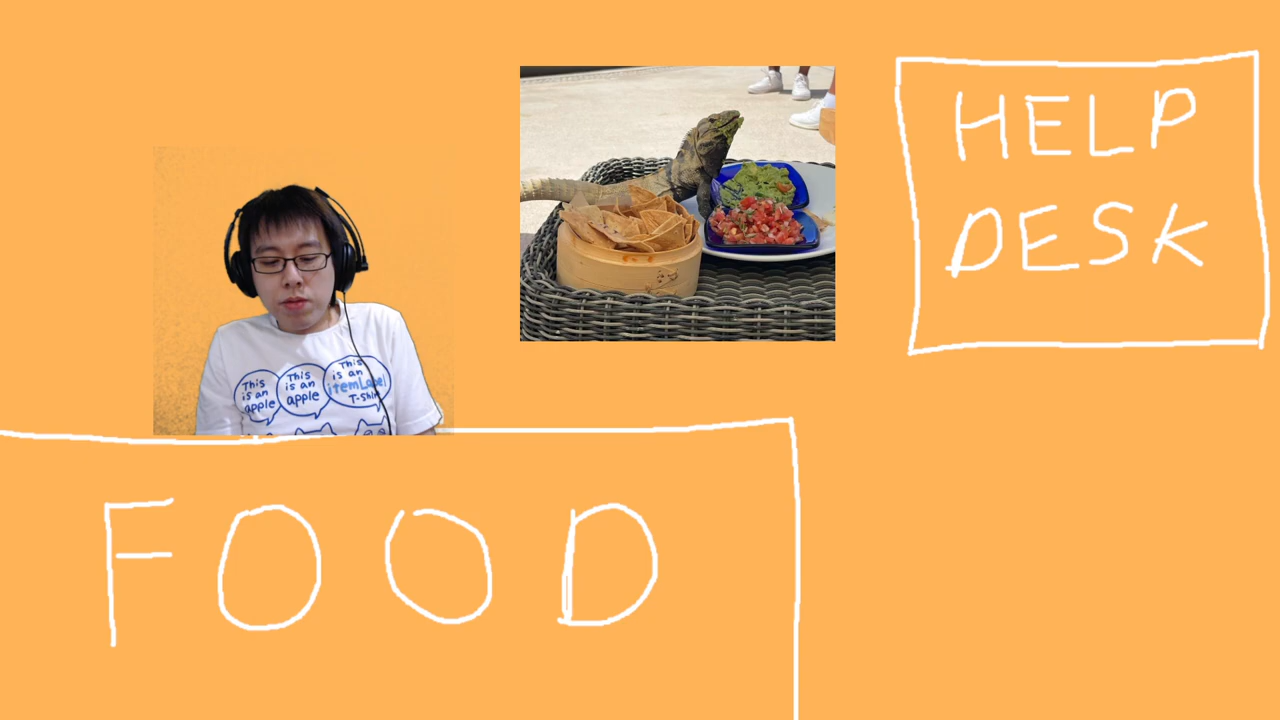 HELP
DESK
This
is an
apple
This
is an
apple
This
is an
itemLabel
T-Shirt
FOOD